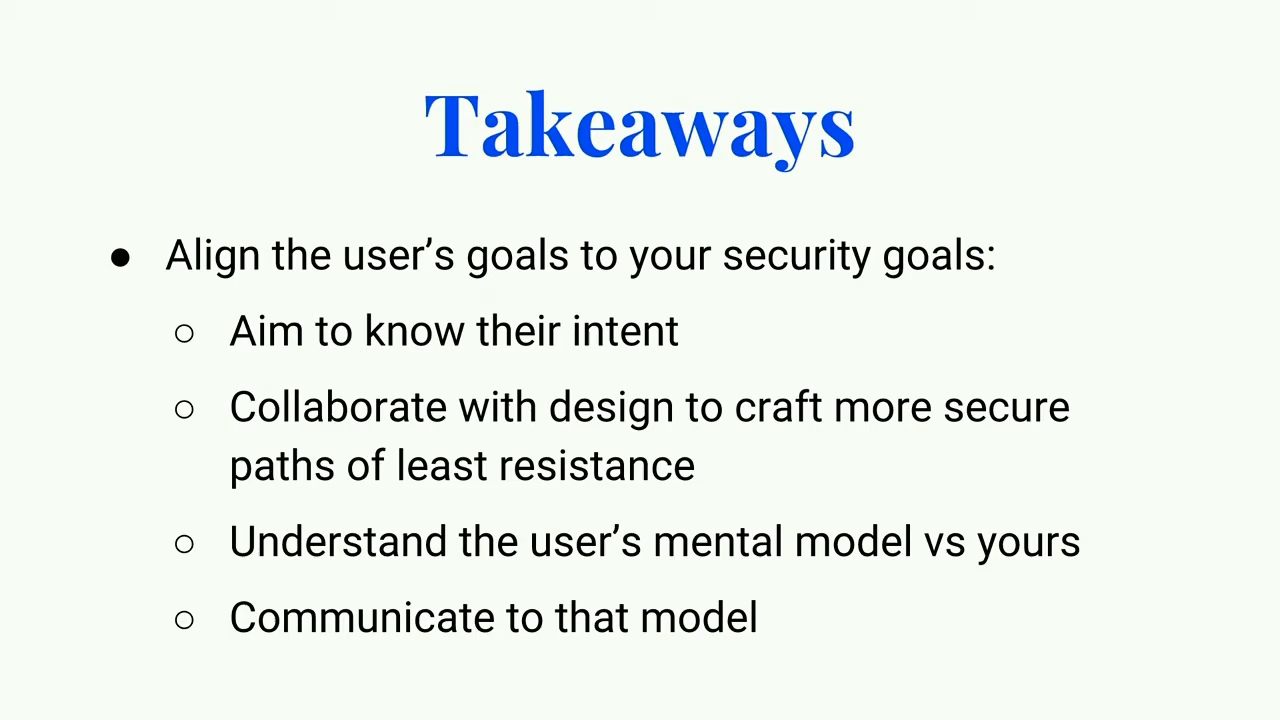 Takeaways
● Align the user’s goals to your security goals:
○ Aim to know their intent
○ Collaborate with design to craft more secure
paths of least resistance
○ Understand the user’s mental model vs yours
○ Communicate to that model